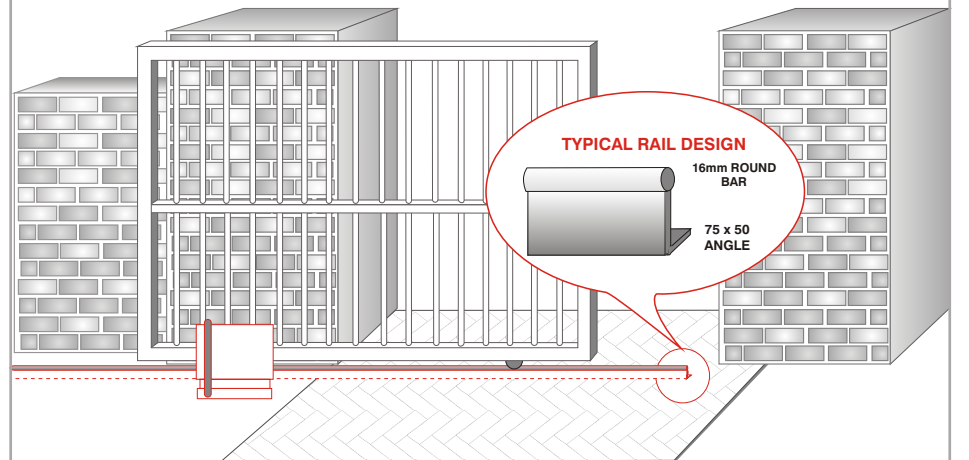 TYPICAL RAIL DESIGN
16mm ROUND
BAR
75 x 50
ANGLE